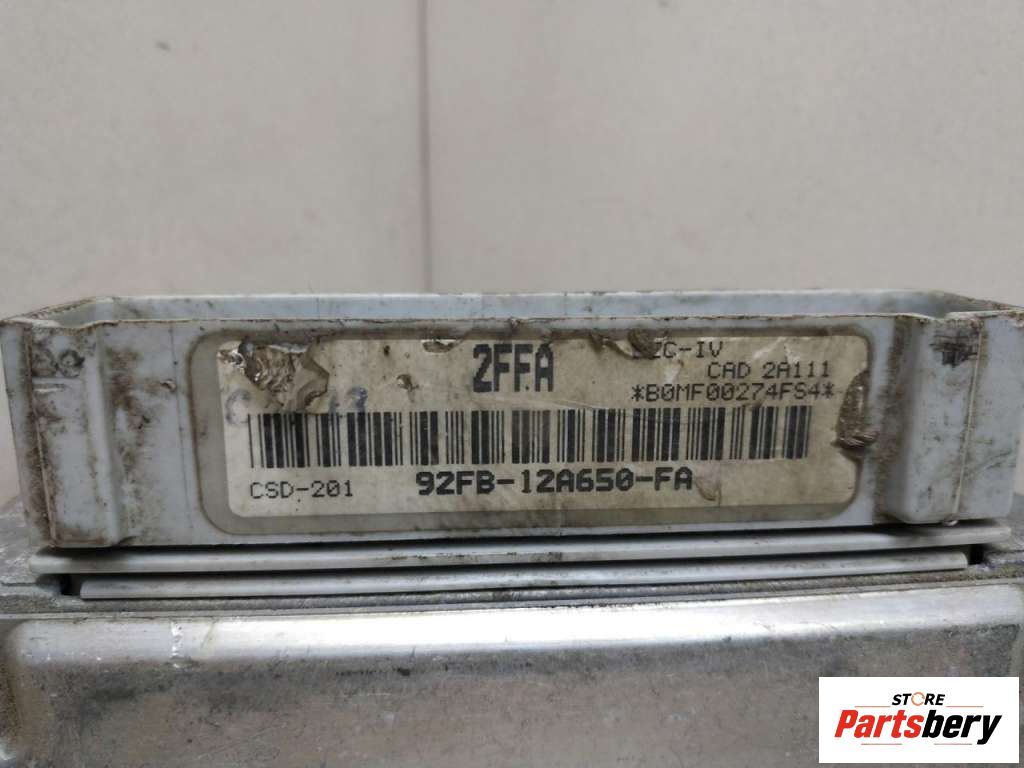 2FFA
CAD 2A111
*B0MF00274FS4*
CSD-201 92FB-12A650-FA
STORE
Partsbery